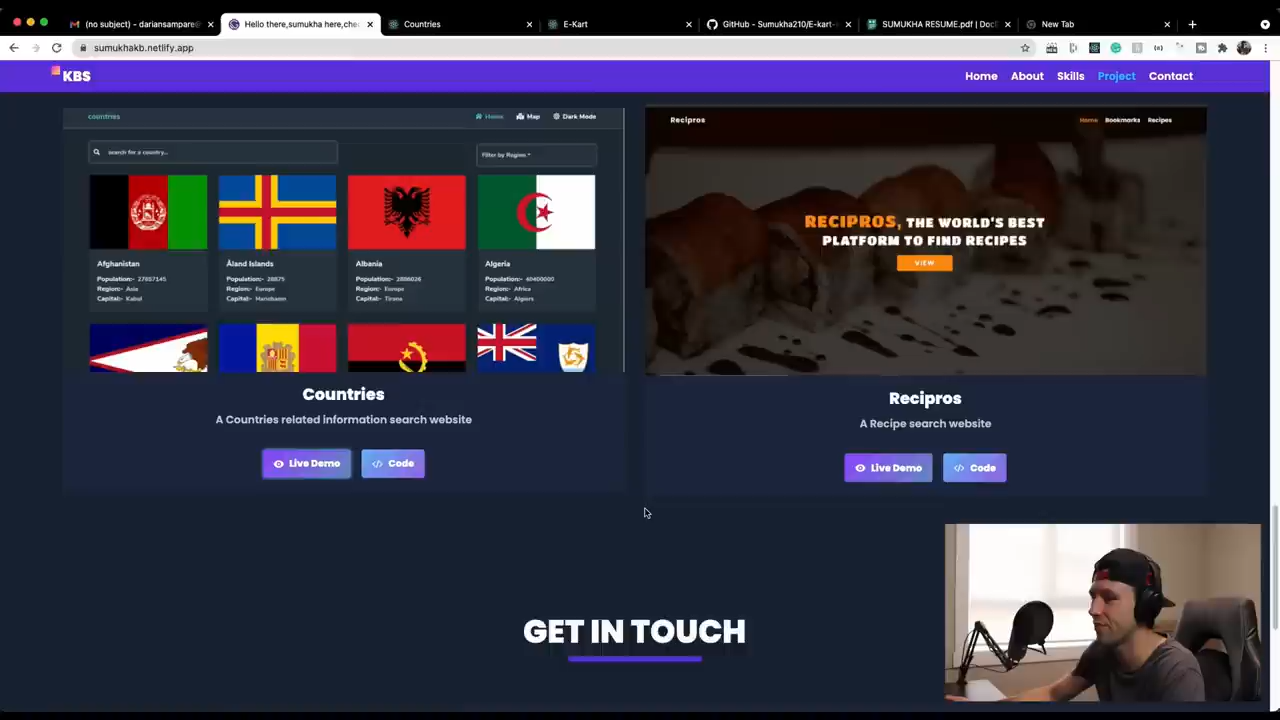 (no subject) - dariansampare@
Hello there,sumukha here,che
Countries
E-Kart
GitHub - Sumukha210/E-kart-
SUMUKHA RESUME.pdf | Doc
New Tab
sumukhakb.netlify.app
KBS
Home About Skills Project Contact
countries
Home Map Dark Mode
search for a country...
Filter by Region
Afghanistan
Population:- 27657145
Region:- Asia
Capital:- Kabul
Åland Islands
Population:- 28875
Region:- Europe
Capital:- Mariehamn
Albania
Population:- 2886026
Region:- Europe
Capital:- Tirana
Algeria
Population:- 40400000
Region:- Africa
Capital:- Algiers
Countries
A Countries related information search website
Live Demo
Code
Recipros
Home Bookmarks Recipes
RECIPROS, THE WORLD'S BEST
PLATFORM TO FIND RECIPES
VIEW
Recipros
A Recipe search website
Live Demo
Code
GET IN TOUCH